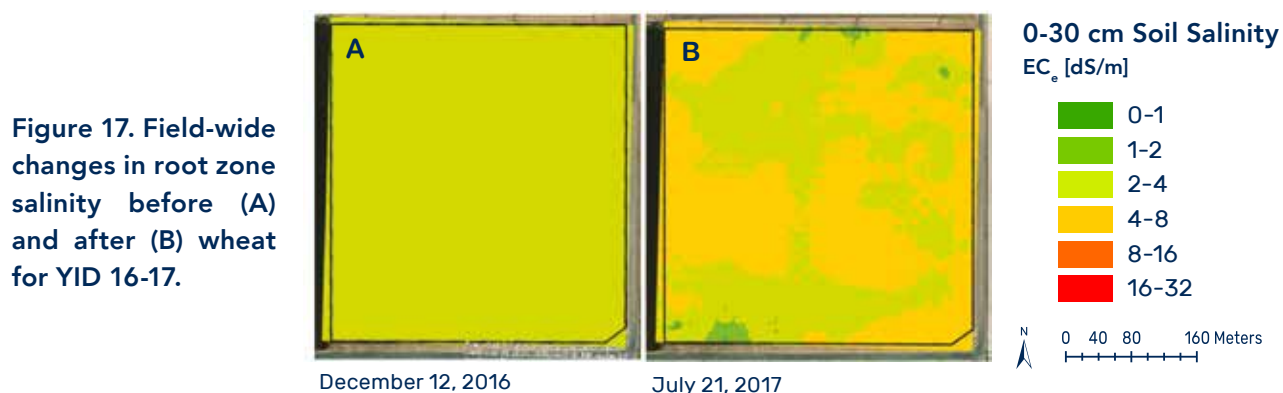 Figure 17. Field-wide
changes in root zone
salinity before (A)
and after (B) wheat
for YID 16-17.
A
December 12, 2016
B
July 21, 2017
0-30 cm Soil Salinity
ECe [dS/m]
0-1
1-2
2-4
4-8
8-16
16-32
N
0 40 80 160 Meters